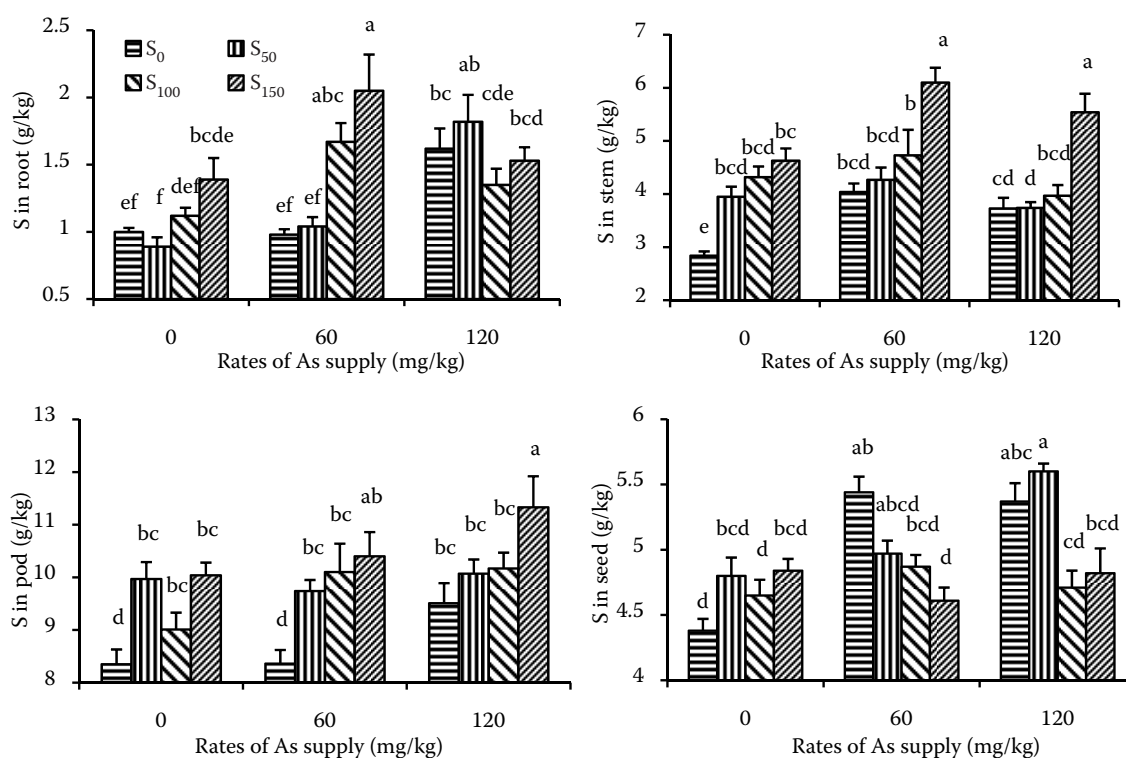 2.5
2
1.5
1
0.5
S in root (g/kg)
S0
S50
S100
S150
ef
f
def
bcde
ef
ef
abc
a
bc
ab
cde
bcd
0
60
120
Rates of As supply (mg/kg)
7
6
5
4
3
2
S in stem (g/kg)
e
bcd
bcd
bc
bcd
bcd
b
a
cd
d
bcd
a
0
60
120
Rates of As supply (mg/kg)
13
12
11
10
9
8
S in pod (g/kg)
d
bc
bc
bc
d
bc
bc
ab
bc
bc
bc
a
0
60
120
Rates of As supply (mg/kg)
6
5.5
5
4.5
4
S in seed (g/kg)
d
bcd
d
bcd
ab
abcd
bcd
d
abc
a
cd
bcd
0
60
120
Rates of As supply (mg/kg)